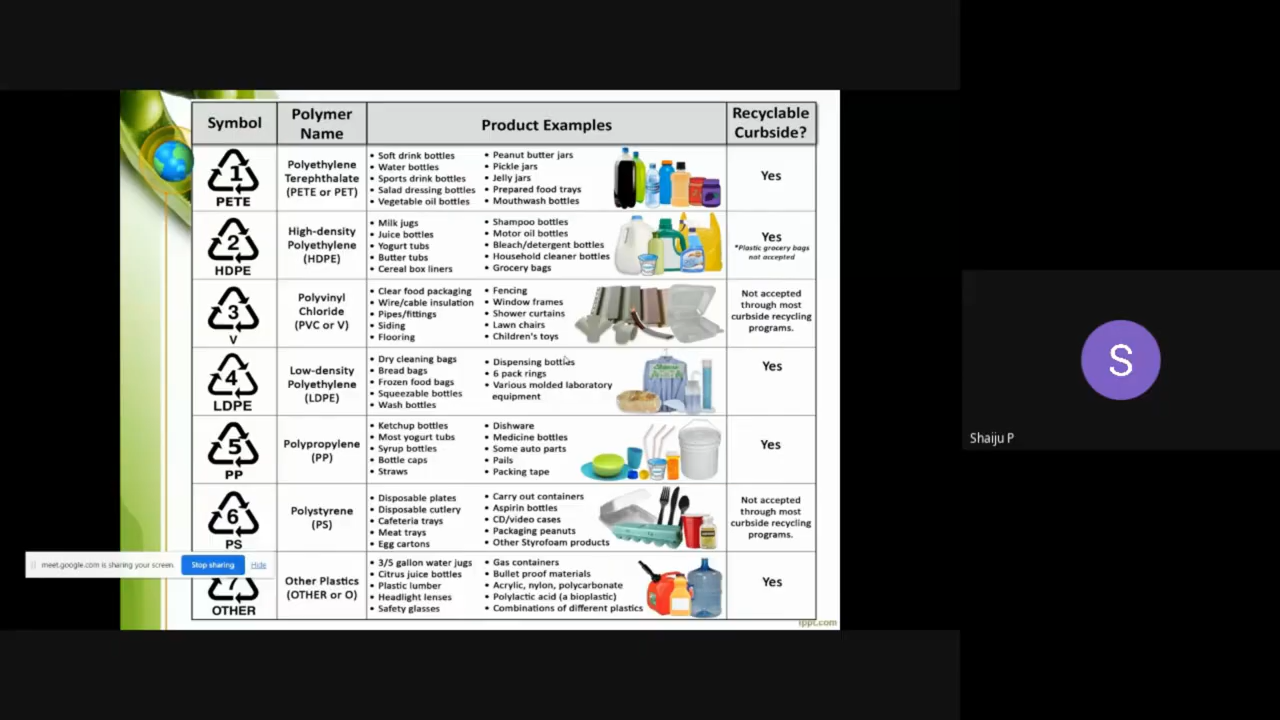 Symbol
Polymer
Name
Product Examples
Recyclable
Curbside?
1
PETE
Polyethylene
Terephthalate
(PETE or PET)
• Soft drink bottles
• Water bottles
• Sports drink bottles
• Salad dressing bottles
• Vegetable oil bottles
• Peanut butter jars
• Pickle jars
• Jelly jars
• Prepared food trays
• Mouthwash bottles
Yes
2
HDPE
High-density
Polyethylene
(HDPE)
• Milk jugs
• Juice bottles
• Yogurt tubs
• Butter tubs
• Cereal box liners
• Shampoo bottles
• Motor oil bottles
• Bleach/detergent bottles
• Household cleaner bottles
• Grocery bags
Yes
*Plastic grocery bags
not accepted
3
V
Polyvinyl
Chloride
(PVC or V)
• Clear food packaging
• Wire/cable insulation
• Pipes/fittings
• Siding
• Flooring
• Fencing
• Window frames
• Shower curtains
• Lawn chairs
• Children's toys
Not accepted
through most
curbside recycling
programs.
4
LDPE
Low-density
Polyethylene
(LDPE)
• Dry cleaning bags
• Bread bags
• Frozen food bags
• Squeezable bottles
• Wash bottles
• Dispensing bottles
• 6 pack rings
• Various molded laboratory
equipment
Yes
5
PP
Polypropylene
(PP)
• Ketchup bottles
• Most yogurt tubs
• Syrup bottles
• Bottle caps
• Straws
• Dishware
• Medicine bottles
• Some auto parts
• Pails
• Packing tape
Yes
6
PS
Polystyrene
(PS)
• Disposable plates
• Disposable cutlery
• Cafeteria trays
• Meat trays
• Egg cartons
• Carry out containers
• Aspirin bottles
• CD/video cases
• Packaging peanuts
• Other Styrofoam products
Not accepted
through most
curbside recycling
programs.
7
OTHER
Other Plastics
(OTHER or O)
• 3/5 gallon water jugs
• Citrus juice bottles
• Plastic lumber
• Headlight lenses
• Safety glasses
• Gas containers
• Bullet proof materials
• Acrylic, nylon, polycarbonate
• Polylactic acid (a bioplastic)
• Combinations of different plastics
Yes
meet.google.com is sharing your screen.
Stop sharing
Hide
fppt.com
S
Shaiju P